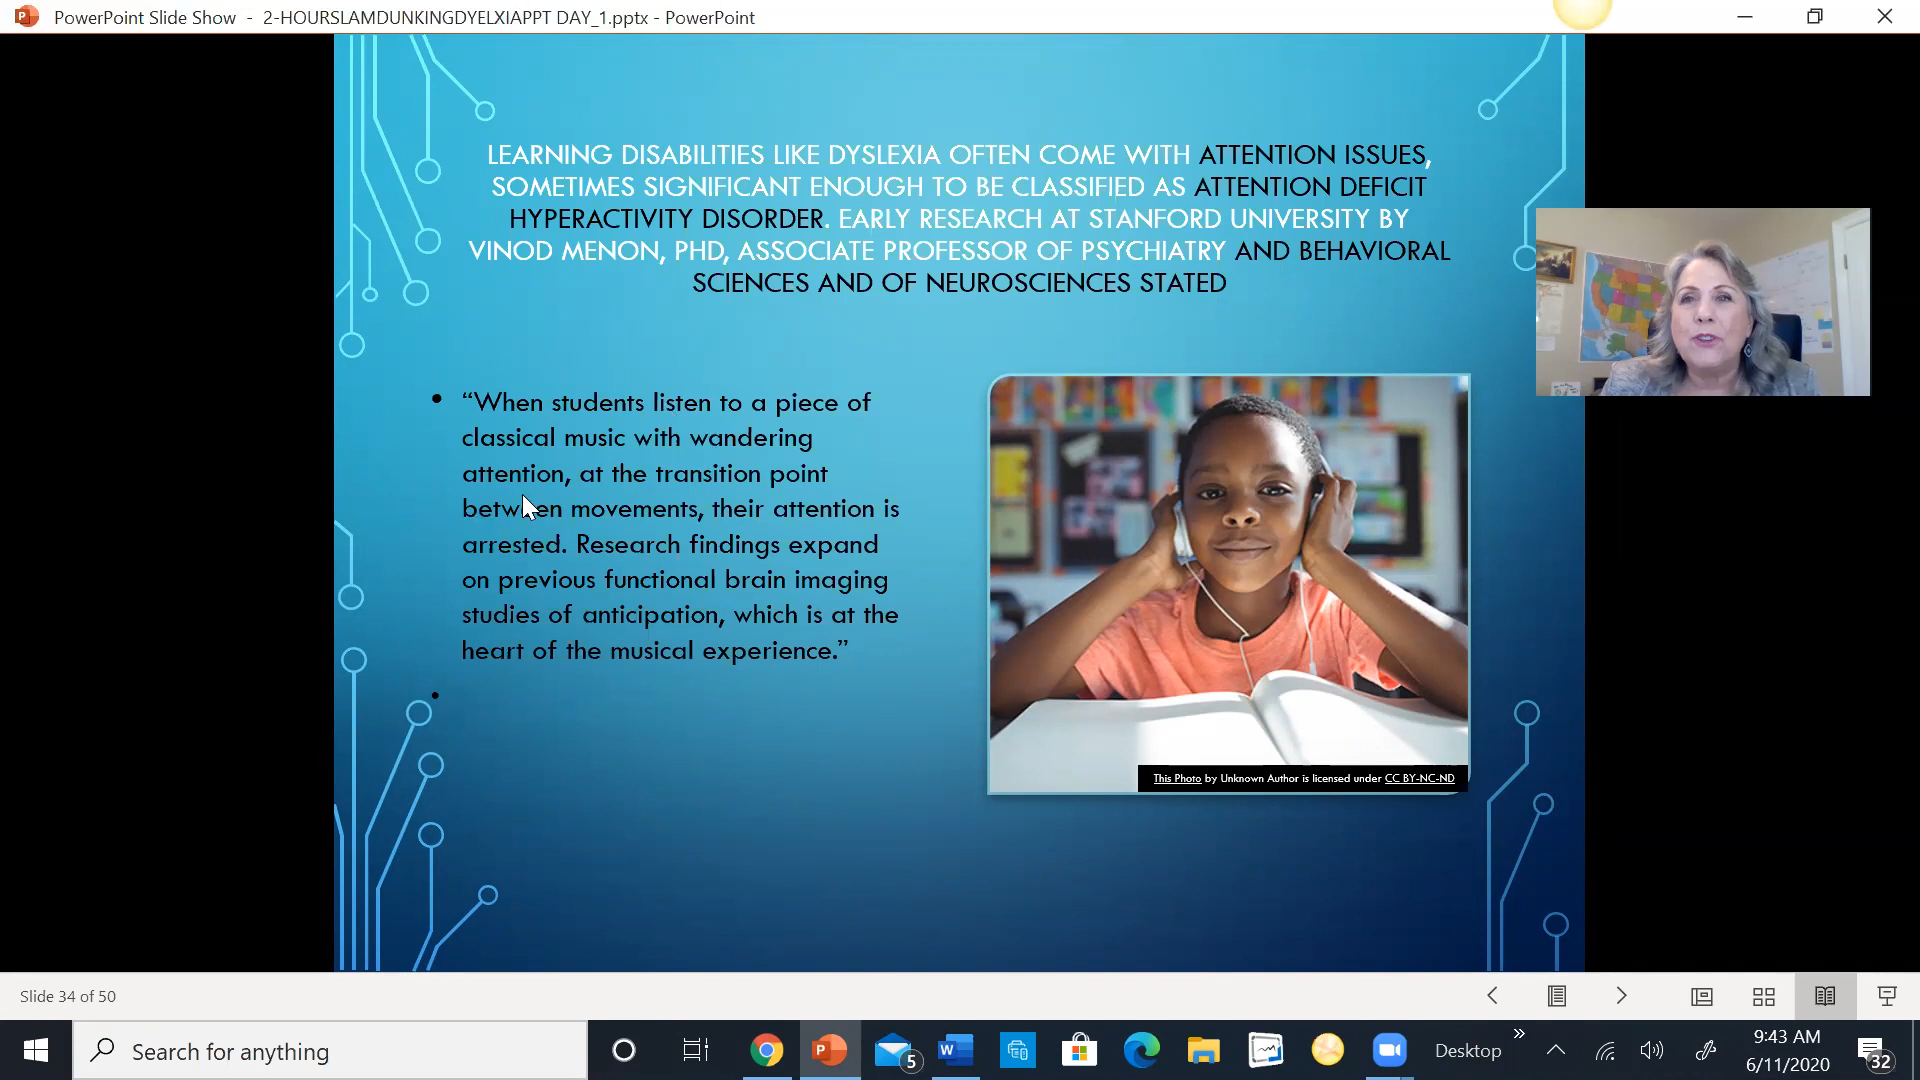 PowerPoint Slide Show - 2-HOURSLAMDUNKINGDYELXIAPPT DAY_1.pptx - PowerPoint
LEARNING DISABILITIES LIKE DYSLEXIA OFTEN COME WITH ATTENTION ISSUES,
SOMETIMES SIGNIFICANT ENOUGH TO BE CLASSIFIED AS ATTENTION DEFICIT
HYPERACTIVITY DISORDER. EARLY RESEARCH AT STANFORD UNIVERSITY BY
VINOD MENON, PHD, ASSOCIATE PROFESSOR OF PSYCHIATRY AND BEHAVIORAL
SCIENCES AND OF NEUROSCIENCES STATED
• “When students listen to a piece of
classical music with wandering
attention, at the transition point
between movements, their attention is
arrested. Research findings expand
on previous functional brain imaging
studies of anticipation, which is at the
heart of the musical experience.”
•
This Photo by Unknown Author is licensed under CC BY-NC-ND
Slide 34 of 50
Search for anything
5
Desktop
9:43 AM
6/11/2020
32